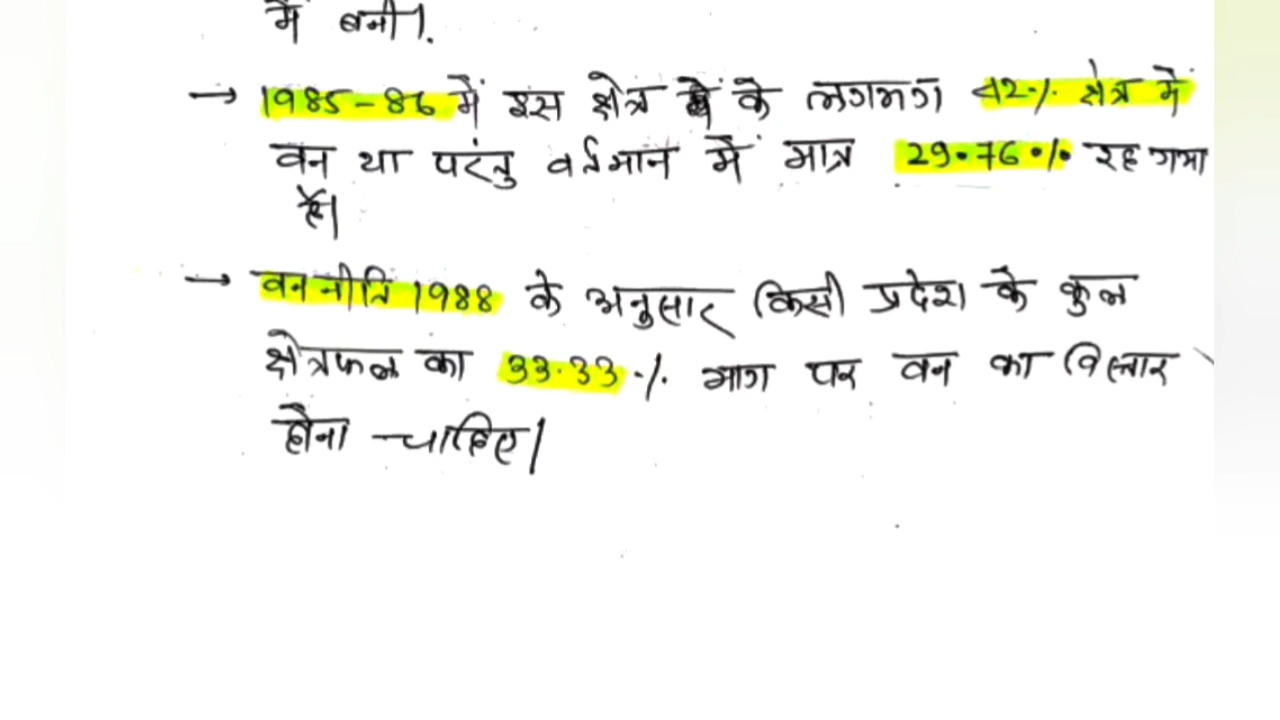 में बनी।
→ 1985-86 में इस क्षेत्र के लगभग 42% क्षेत्र में
वन था परंतु वर्तमान में मात्र 29.76% रह गया
है।
→ वन नीति 1988 के अनुसार किसी प्रदेश के कुल
क्षेत्रफल का 33.33% भाग पर वन का विस्तार
होना चाहिए।